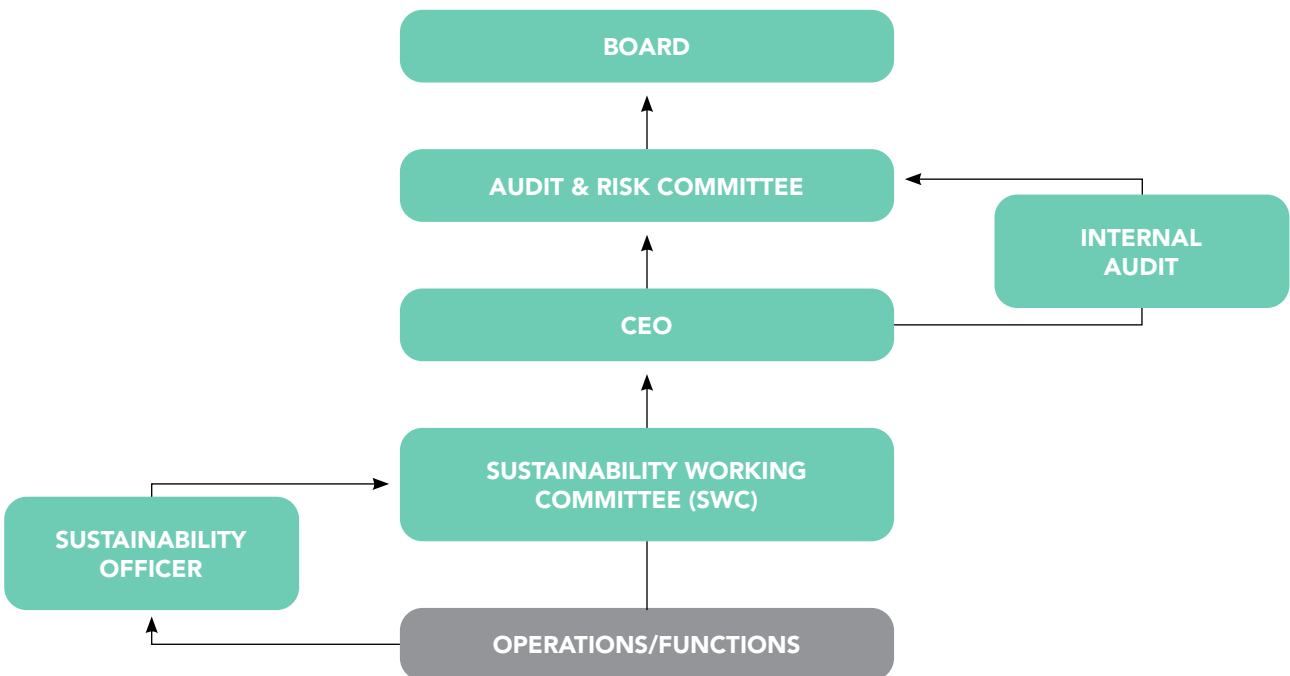 BOARD
AUDIT & RISK COMMITTEE
INTERNAL
AUDIT
CEO
SUSTAINABILITY WORKING
COMMITTEE (SWC)
SUSTAINABILITY
OFFICER
OPERATIONS/FUNCTIONS